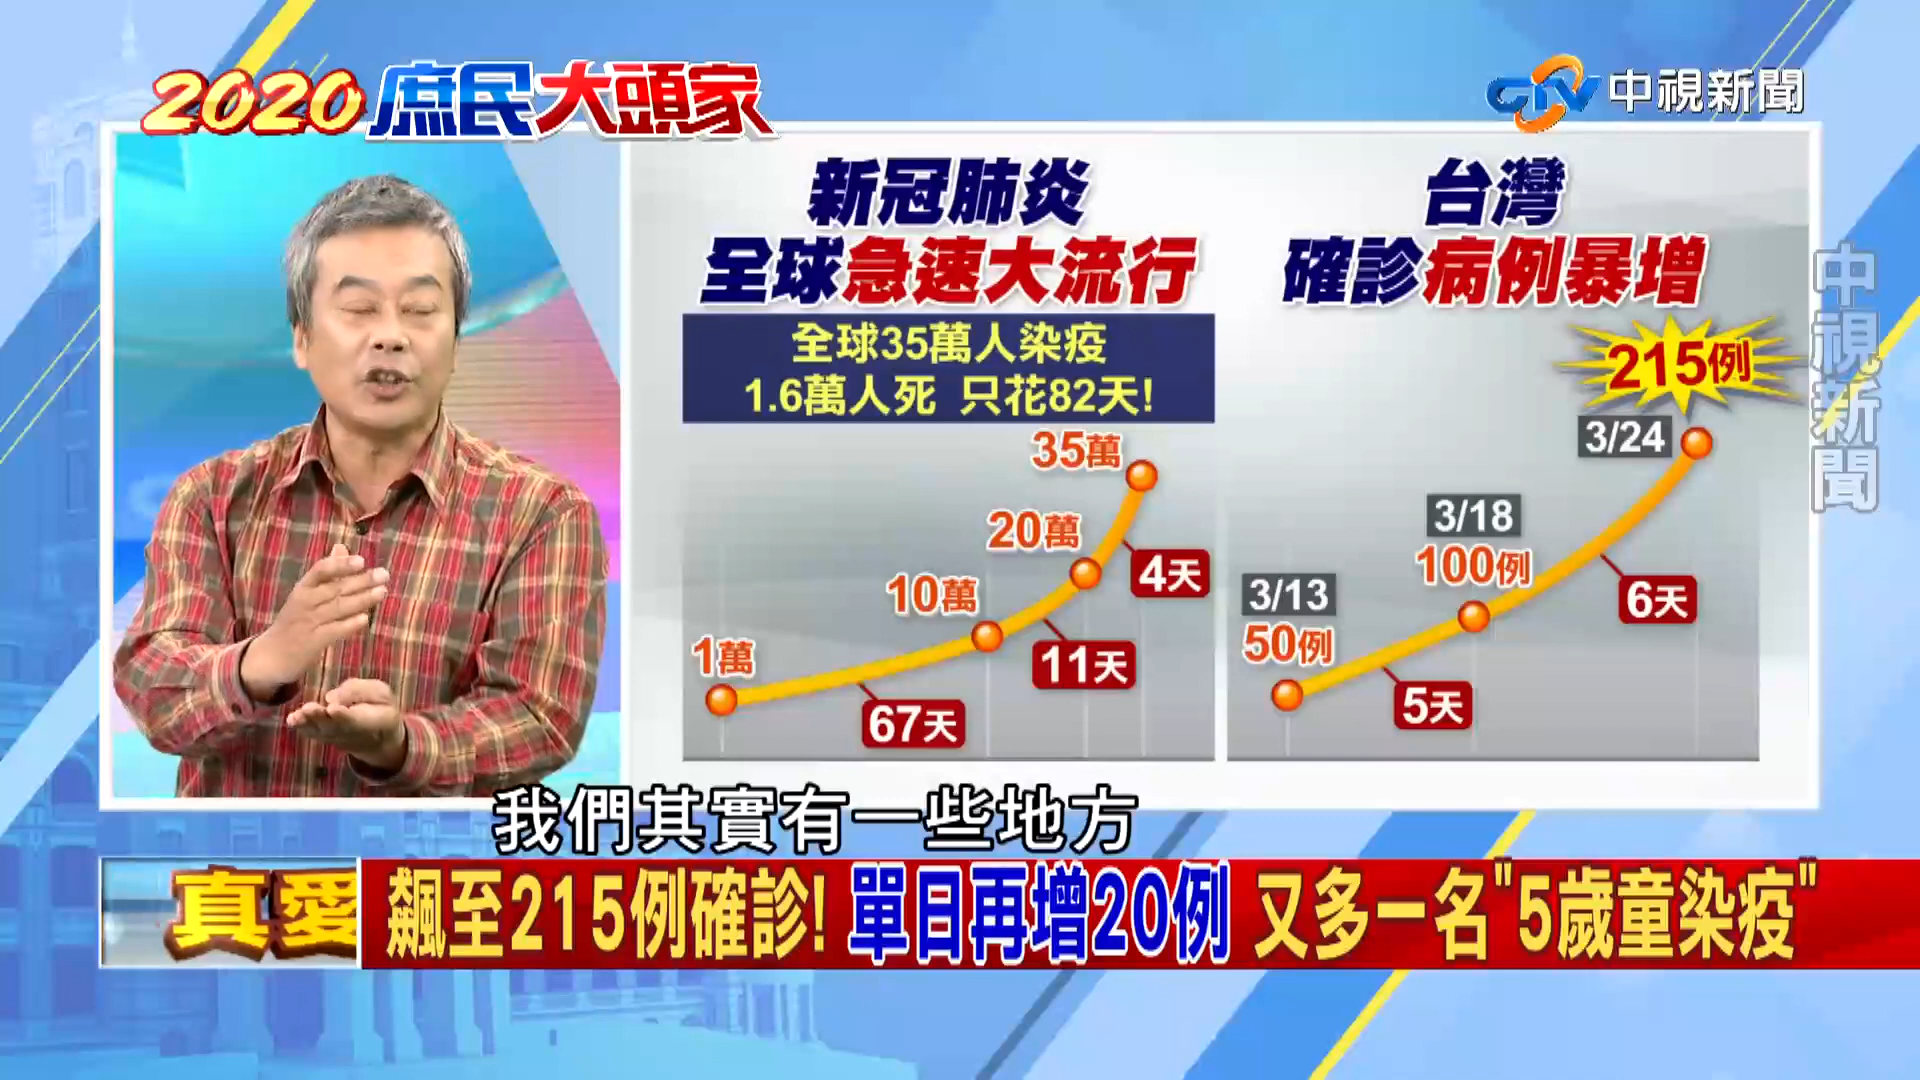 2020庶民大頭家
CTV中視新聞
中視新聞
新冠肺炎
全球急速大流行
全球35萬人染疫
1.6萬人死 只花82天!
1萬
10萬
20萬
35萬
67天
11天
4天
台灣
確診病例暴增
215例
3/24
3/18
100例
3/13
50例
5天
6天
我們其實有一些地方
真愛
飆至215例確診! 單日再增20例 又多一名"5歲童染疫"